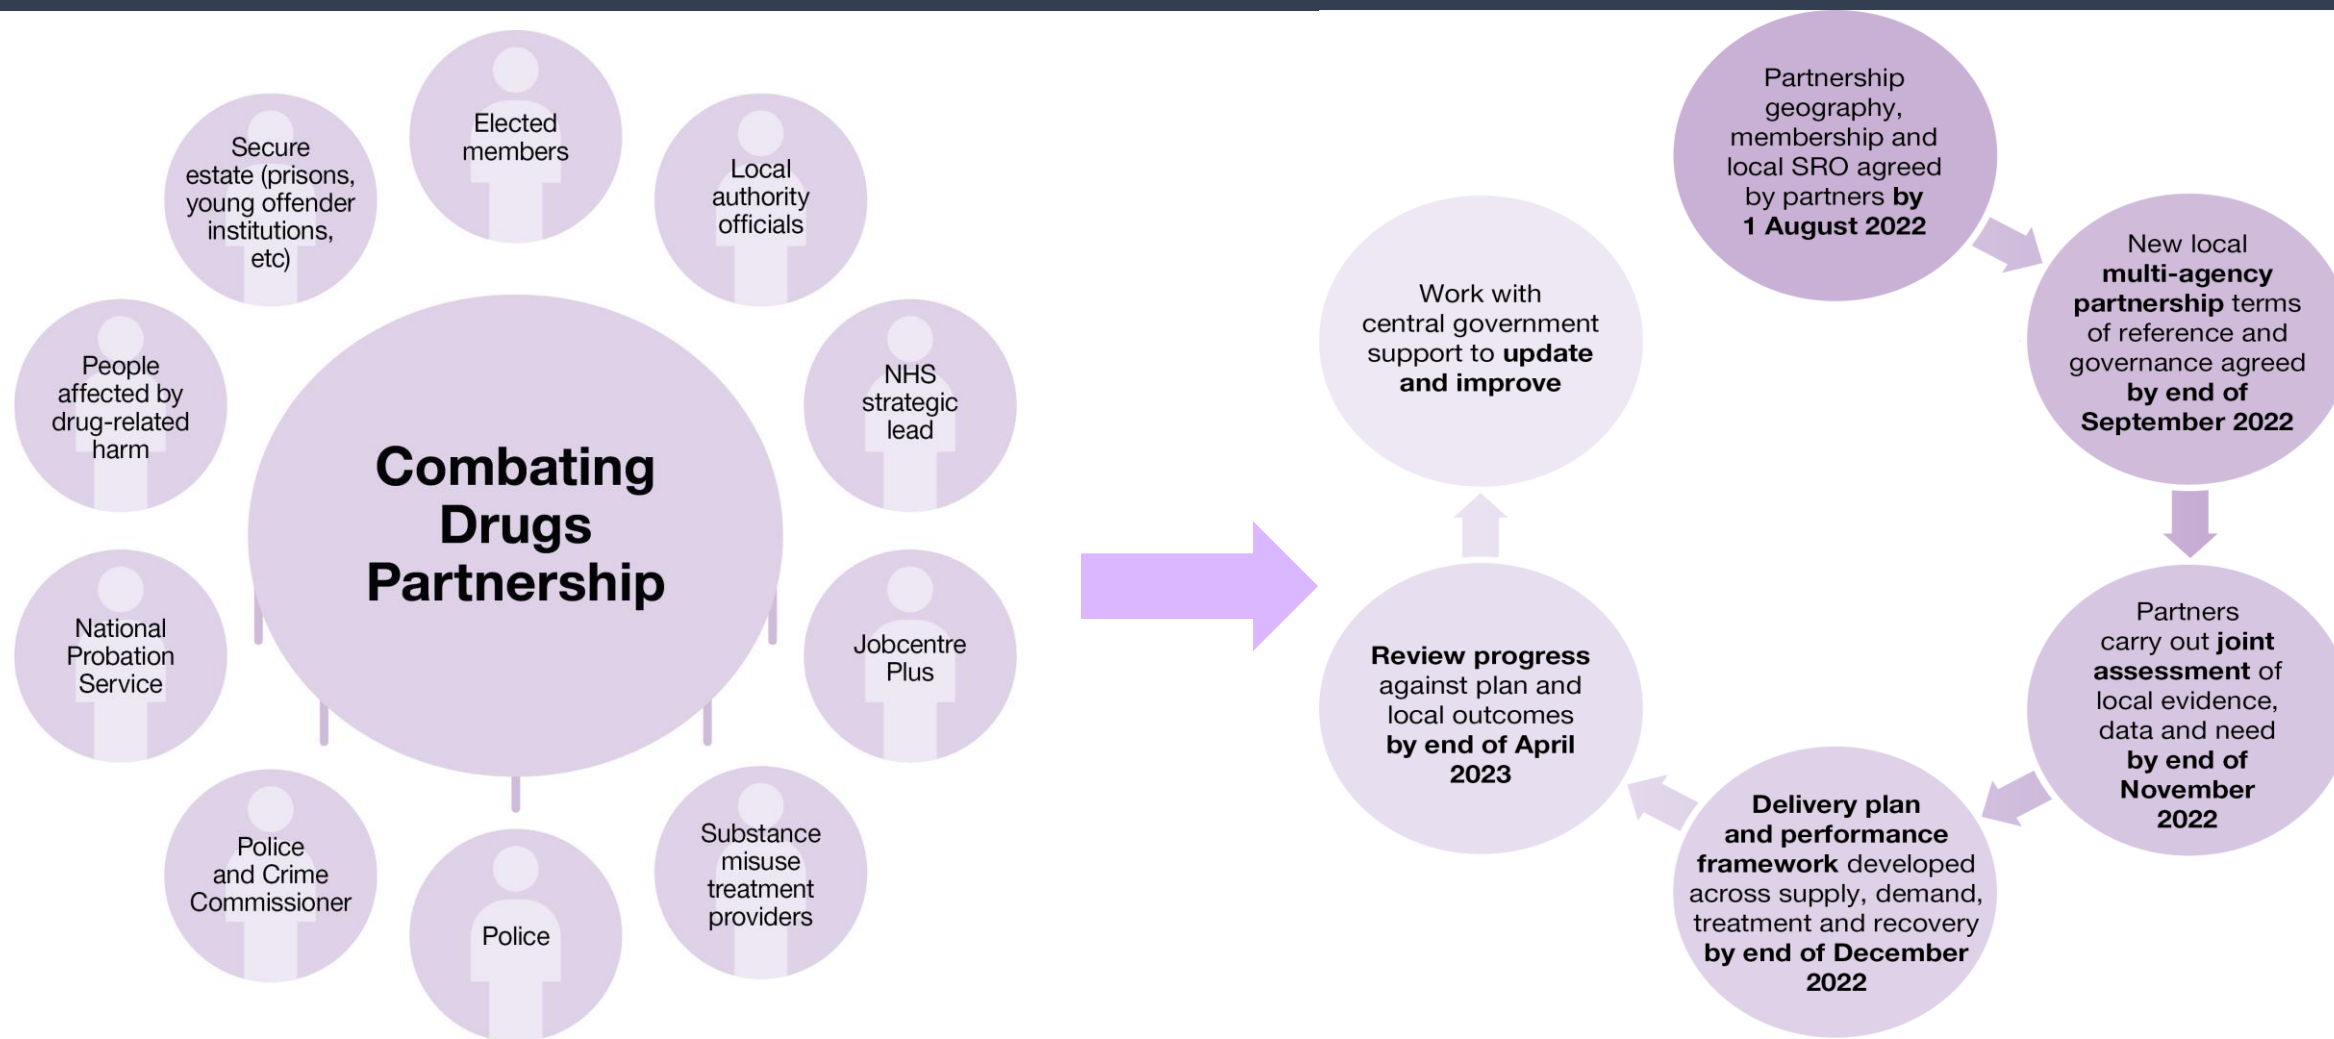 Elected
members
Local
authority
officials
NHS
strategic
lead
Jobcentre
Plus
Substance
misuse
treatment
providers
Police
Police
and Crime
Commissioner
National
Probation
Service
People
affected by
drug-related
harm
Secure
estate (prisons,
young offender
institutions,
etc)
Combating
Drugs
Partnership
Partnership
geography,
membership and
local SRO agreed
by partners by
1 August 2022
New local
multi-agency
partnership terms
of reference and
governance agreed
by end of
September 2022
Partners
carry out joint
assessment of
local evidence,
data and need
by end of
November
2022
Delivery plan
and performance
framework developed
across supply, demand,
treatment and recovery
by end of December
2022
Review progress
against plan and
local outcomes
by end of April
2023
Work with
central government
support to update
and improve